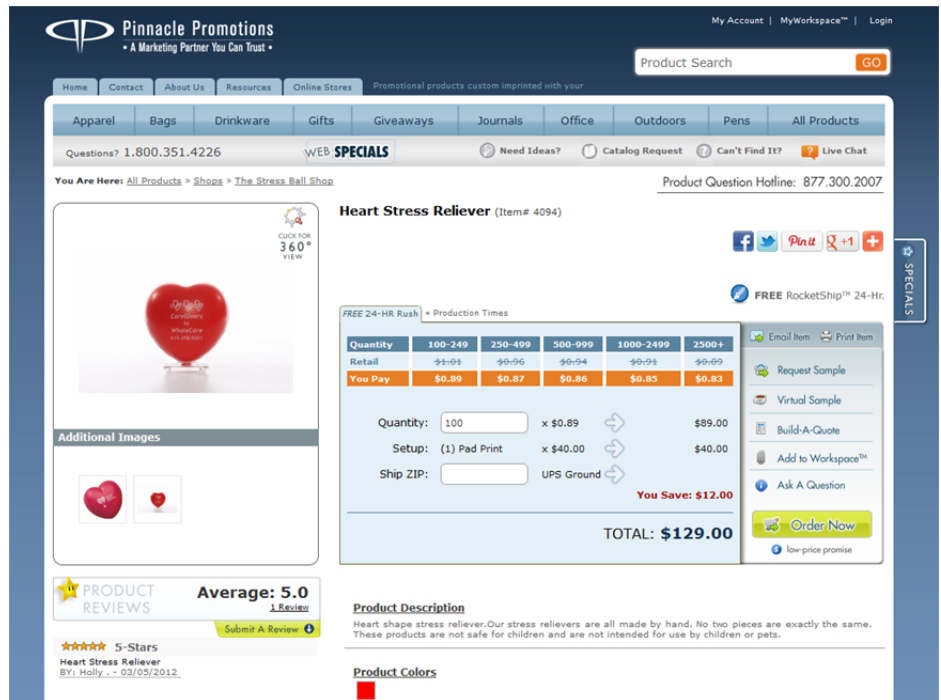 My Account | MyWorkspace™ | Login
Pinnacle Promotions
• A Marketing Partner You Can Trust •
Product Search GO
Home Contact About Us Resources Online Stores Promotional products custom imprinted with your
Apparel Bags Drinkware Gifts Giveaways Journals Office Outdoors Pens All Products
Questions? 1.800.351.4226 WEB SPECIALS Need Ideas? Catalog Request Can't Find It? Live Chat
You Are Here: All Products » Shops » The Stress Ball Shop
Product Question Hotline: 877.300.2007
Heart Stress Reliever (Item# 4094)
CLICK FOR
360°
VIEW
Pin it +1
SPECIALS
FREE RocketShip™ 24-Hr.
CareGivers
to
WholeCare
FREE 24-HR Rush • Production Times
Email Item Print Item
Quantity 100-249 250-499 500-999 1000-2499 2500+
Retail $1.01 $0.96 $0.94 $0.91 $0.89
You Pay $0.89 $0.87 $0.86 $0.85 $0.83
Request Sample
Virtual Sample
Build-A-Quote
Add to Workspace™
Ask A Question
Order Now
low-price promise
Quantity: 100 x $0.89 $89.00
Setup: (1) Pad Print x $40.00 $40.00
Ship ZIP: UPS Ground
You Save: $12.00
TOTAL: $129.00
Additional Images
PRODUCT
REVIEWS
Average: 5.0
1 Review
Submit A Review
5-Stars
Heart Stress Reliever
BY: Holly . - 03/05/2012
Product Description
Heart shape stress reliever.Our stress relievers are all made by hand. No two pieces are exactly the same.
These products are not safe for children and are not intended for use by children or pets.
Product Colors